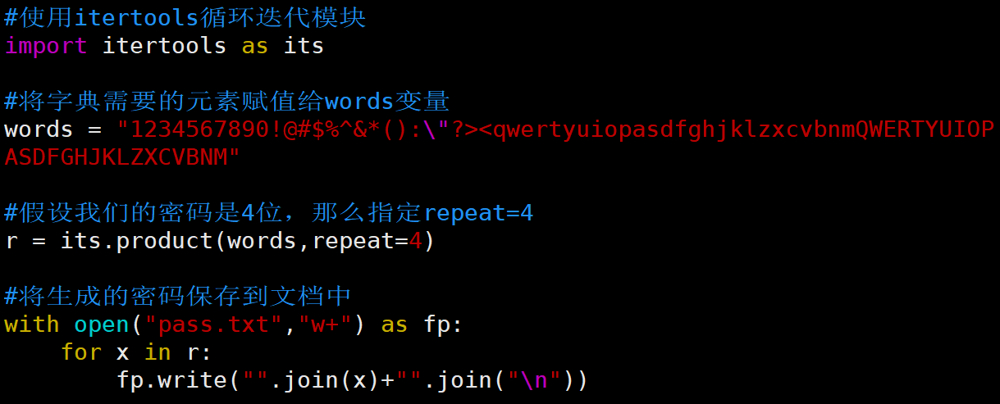 #使用itertools循环迭代模块
import itertools as its
#将字典需要的元素赋值给words变量
words = "1234567890!@#$%^&*():\"?><qwertyuiopasdfghjklzxcvbnmQWERTYUIOP
ASDFGHJKLZXCVBNM"
#假设我们的密码是4位，那么指定repeat=4
r = its.product(words,repeat=4)
#将生成的密码保存到文档中
with open("pass.txt","w+") as fp:
    for x in r:
        fp.write("".join(x)+"".join("\n"))